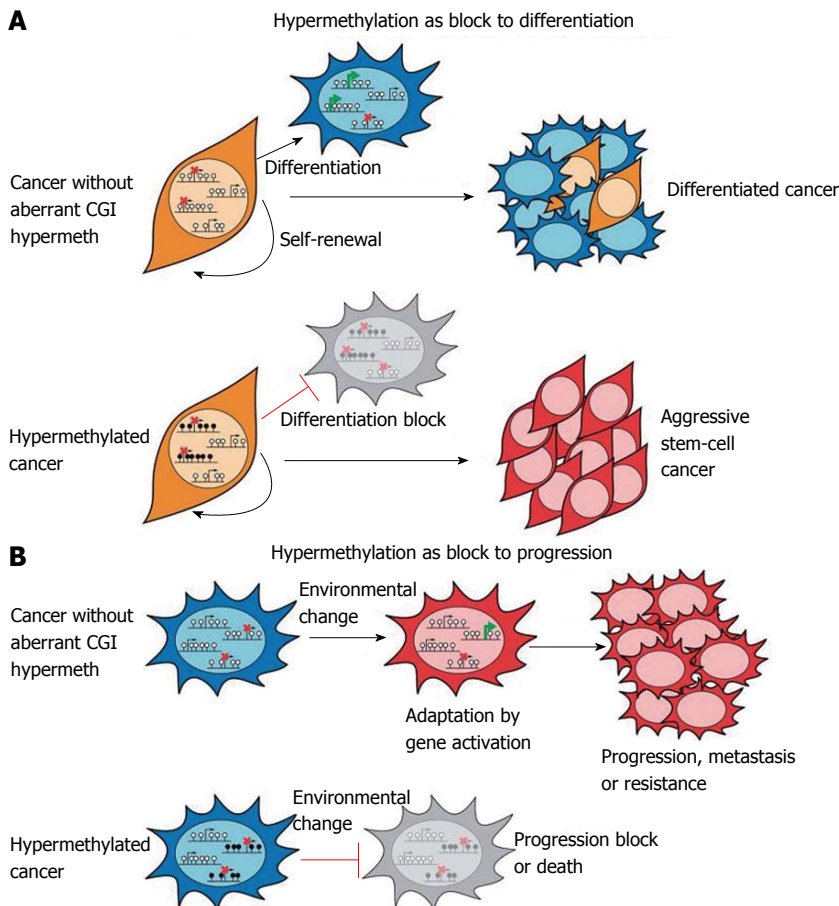 A
Hypermethylation as block to differentiation
Cancer without
aberrant CGI
hypermeth
Differentiation
Self-renewal
Differentiated cancer
Hypermethylated
cancer
Differentiation block
Aggressive
stem-cell
cancer
B
Hypermethylation as block to progression
Cancer without
aberrant CGI
hypermeth
Environmental
change
Adaptation by
gene activation
Progression, metastasis
or resistance
Hypermethylated
cancer
Environmental
change
Progression block
or death